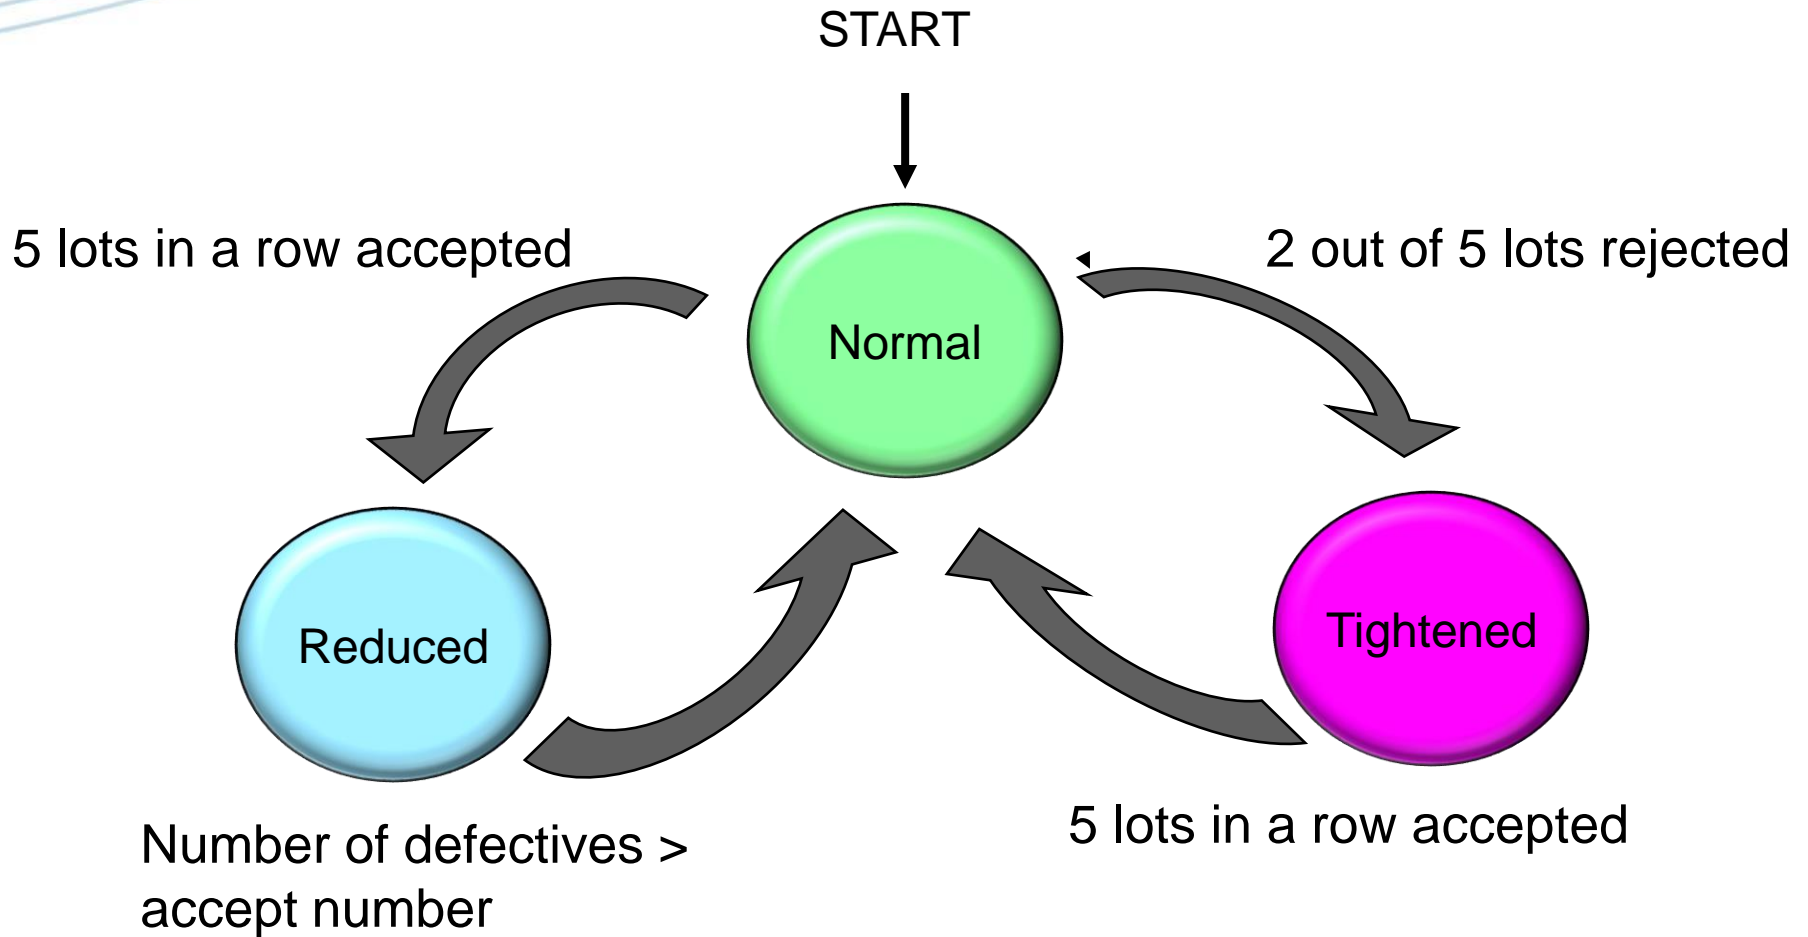 START
5 lots in a row accepted
2 out of 5 lots rejected
Normal
Reduced
Tightened
Number of defectives >
accept number
5 lots in a row accepted